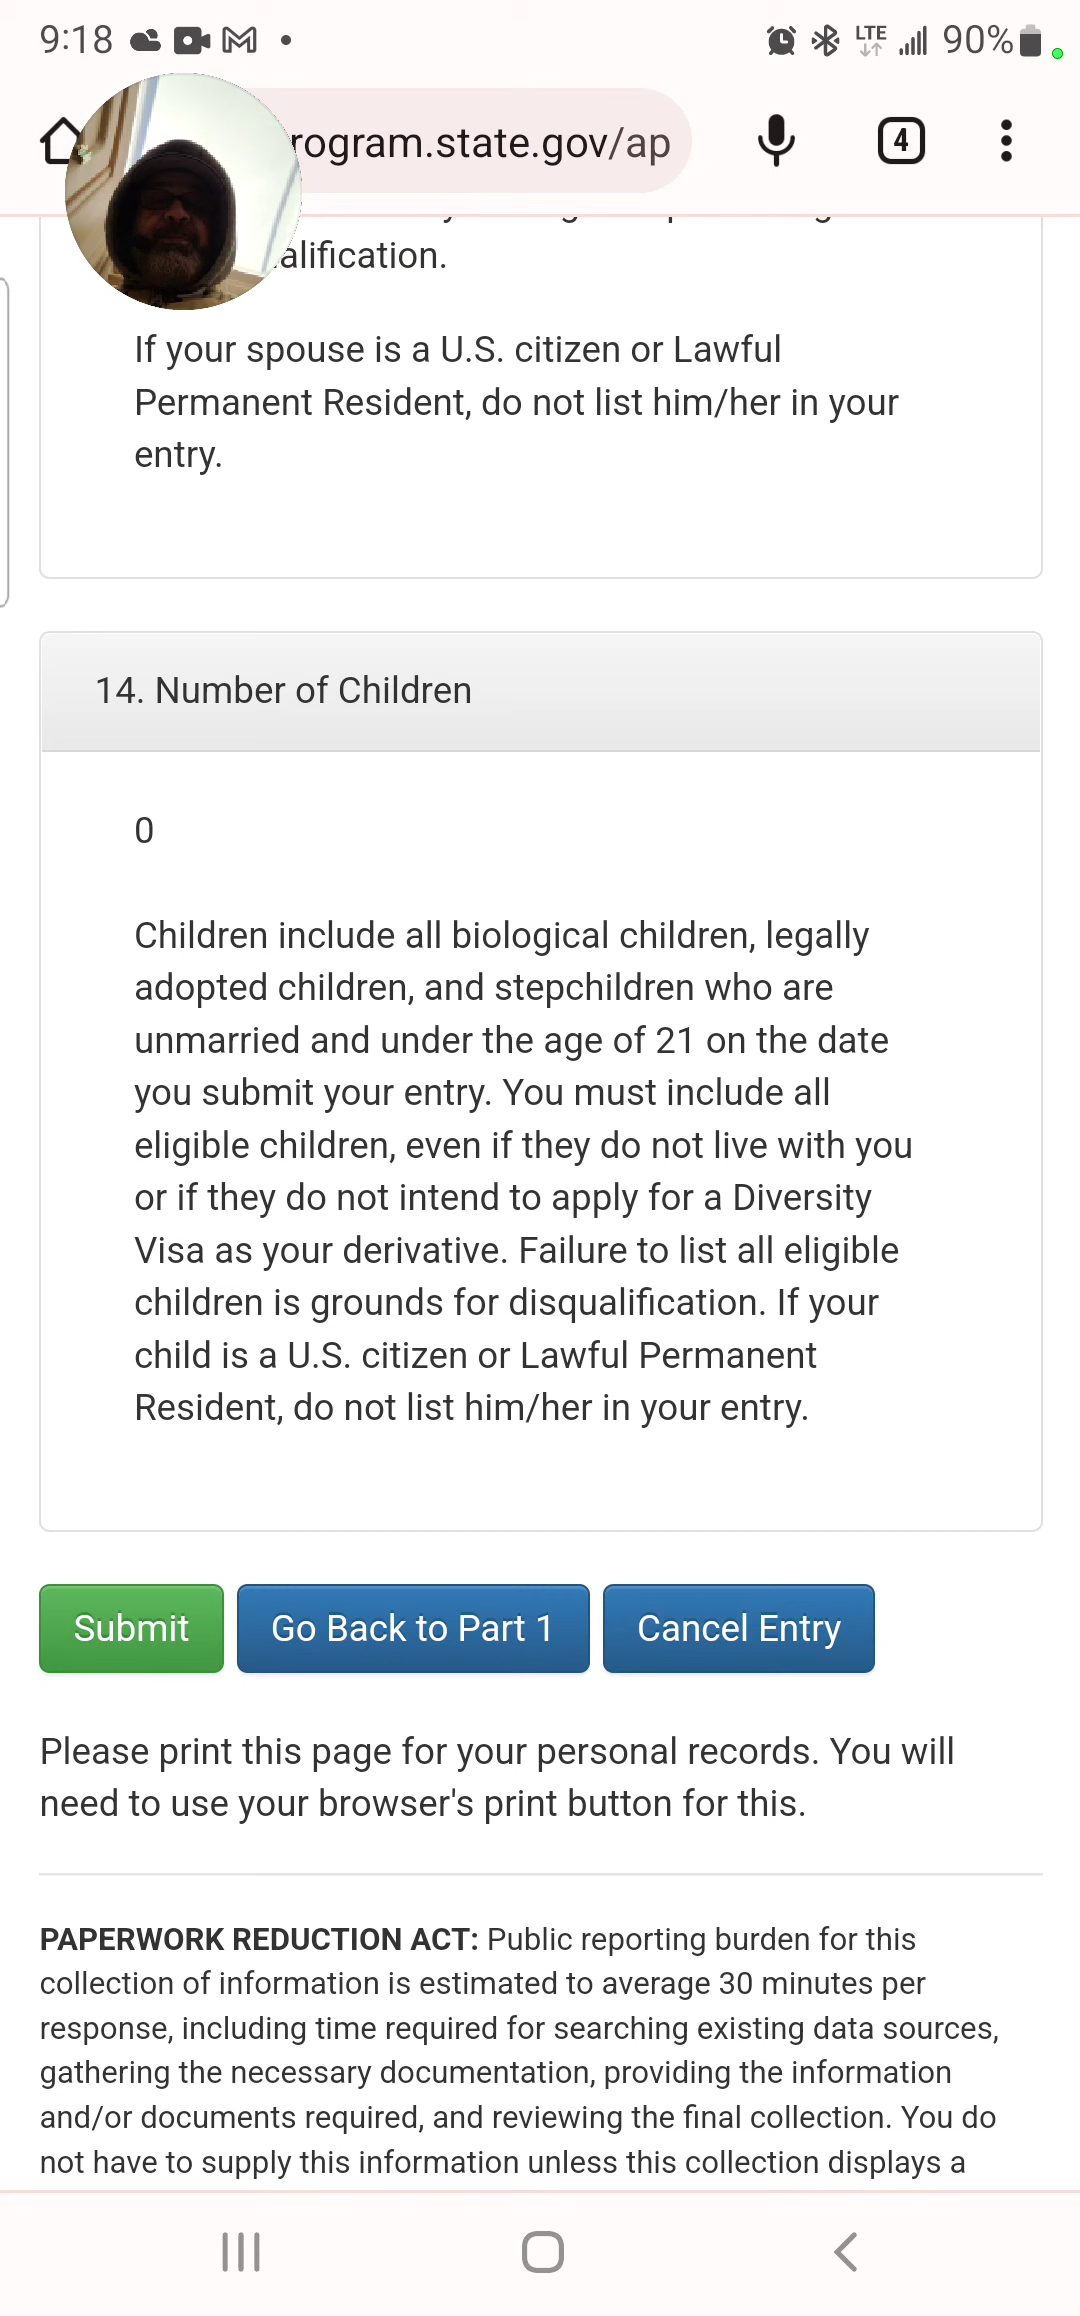 9:18
LTE
90%
rogram.state.gov/ap
4
alification.
If your spouse is a U.S. citizen or Lawful
Permanent Resident, do not list him/her in your
entry.
14. Number of Children
0
Children include all biological children, legally
adopted children, and stepchildren who are
unmarried and under the age of 21 on the date
you submit your entry. You must include all
eligible children, even if they do not live with you
or if they do not intend to apply for a Diversity
Visa as your derivative. Failure to list all eligible
children is grounds for disqualification. If your
child is a U.S. citizen or Lawful Permanent
Resident, do not list him/her in your entry.
Submit
Go Back to Part 1
Cancel Entry
Please print this page for your personal records. You will
need to use your browser's print button for this.
PAPERWORK REDUCTION ACT: Public reporting burden for this
collection of information is estimated to average 30 minutes per
response, including time required for searching existing data sources,
gathering the necessary documentation, providing the information
and/or documents required, and reviewing the final collection. You do
not have to supply this information unless this collection displays a